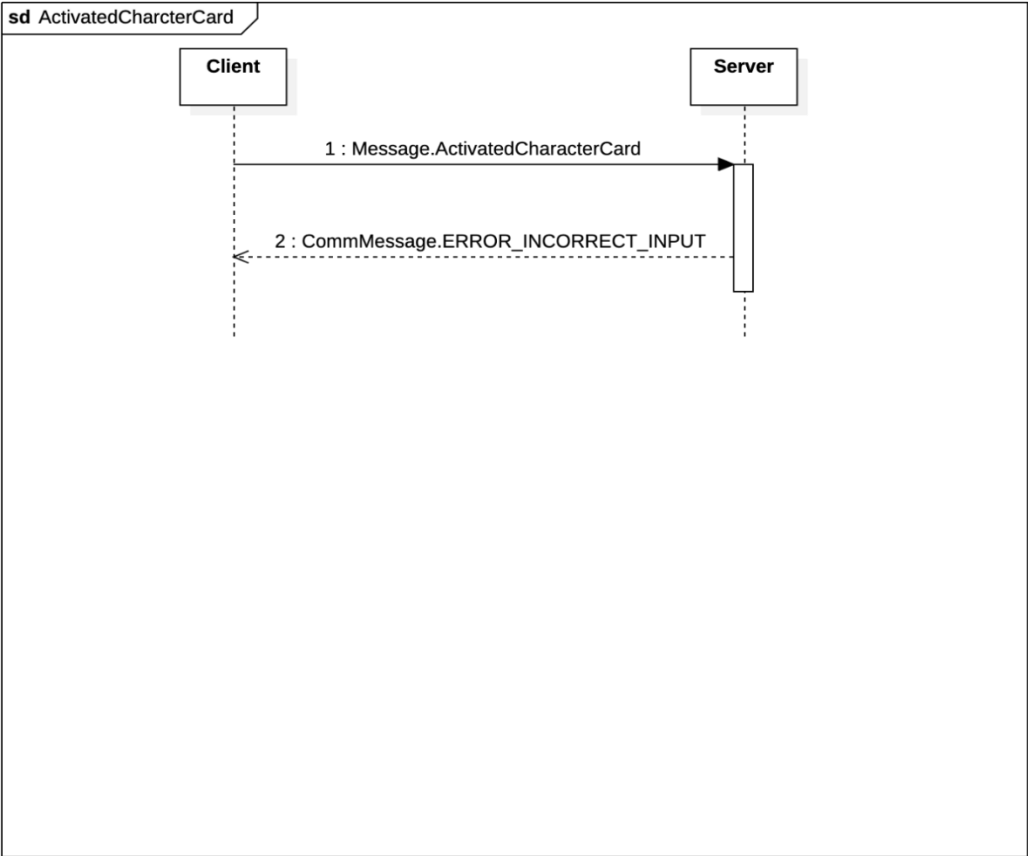 sd ActivatedCharcterCard
Client
Server
1 : Message.ActivatedCharacterCard
2 : CommMessage.ERROR_INCORRECT_INPUT